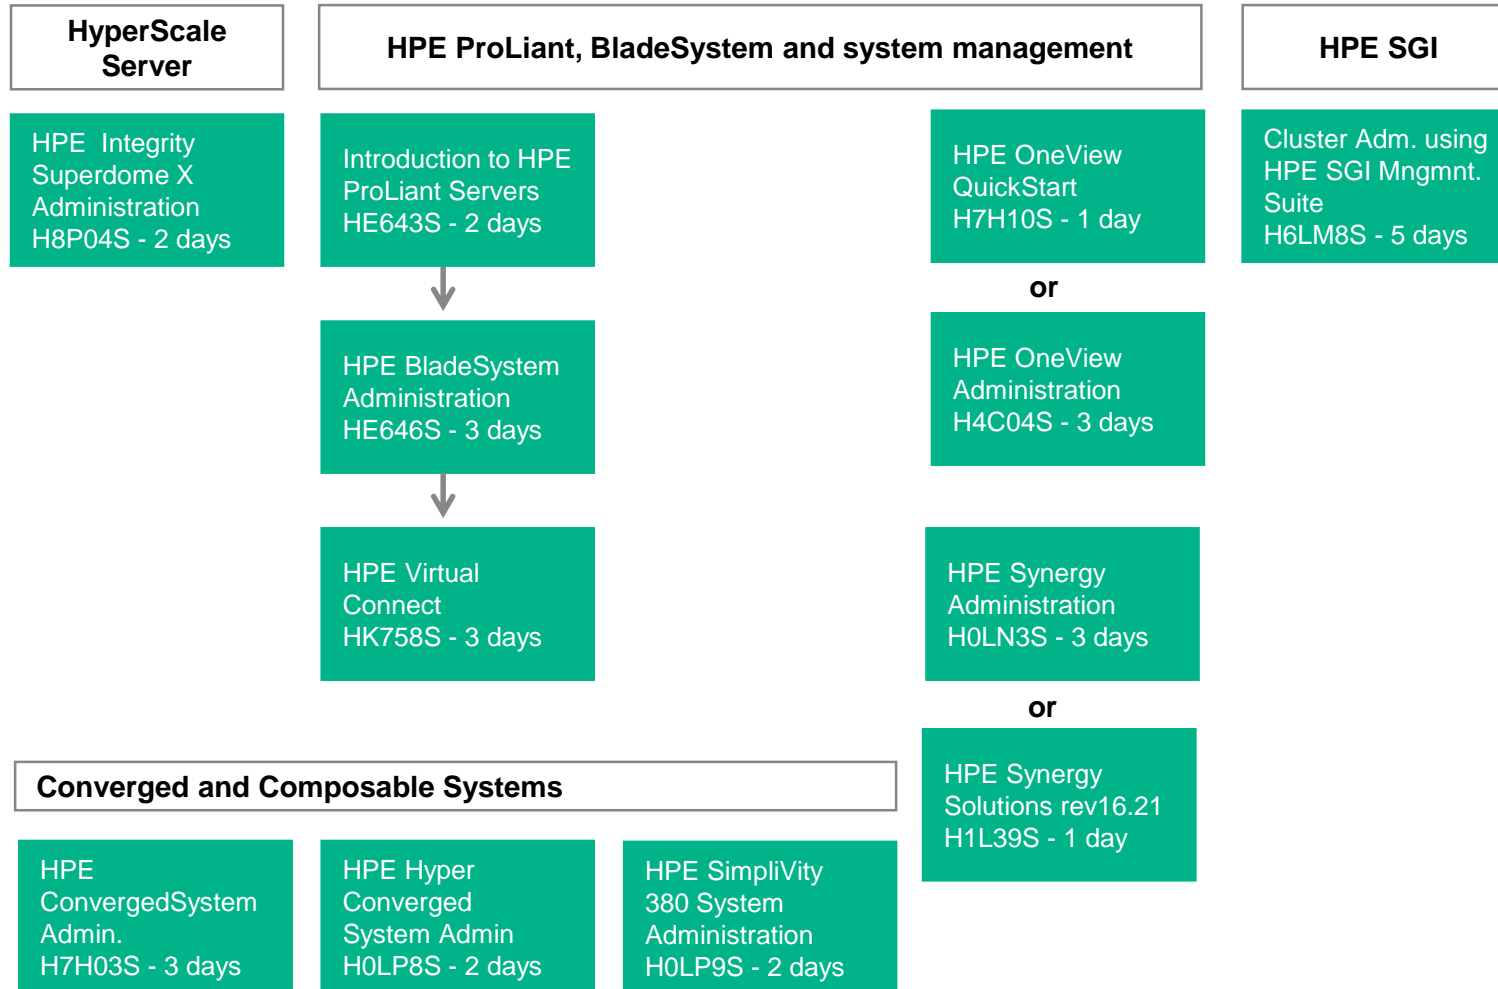 HyperScale
Server
HPE ProLiant, BladeSystem and system management
HPE SGI
HPE Integrity
Superdome X
Administration
H8P04S - 2 days
Introduction to HPE
ProLiant Servers
HE643S - 2 days
HPE OneView
QuickStart
H7H10S - 1 day
Cluster Adm. using
HPE SGI Mngmnt.
Suite
H6LM8S - 5 days
or
HPE BladeSystem
Administration
HE646S - 3 days
HPE OneView
Administration
H4C04S - 3 days
HPE Virtual
Connect
HK758S - 3 days
HPE Synergy
Administration
H0LN3S - 3 days
or
HPE Synergy
Solutions rev16.21
H1L39S - 1 day
Converged and Composable Systems
HPE
ConvergedSystem
Admin.
H7H03S - 3 days
HPE Hyper
Converged
System Admin
H0LP8S - 2 days
HPE SimpliVity
380 System
Administration
H0LP9S - 2 days